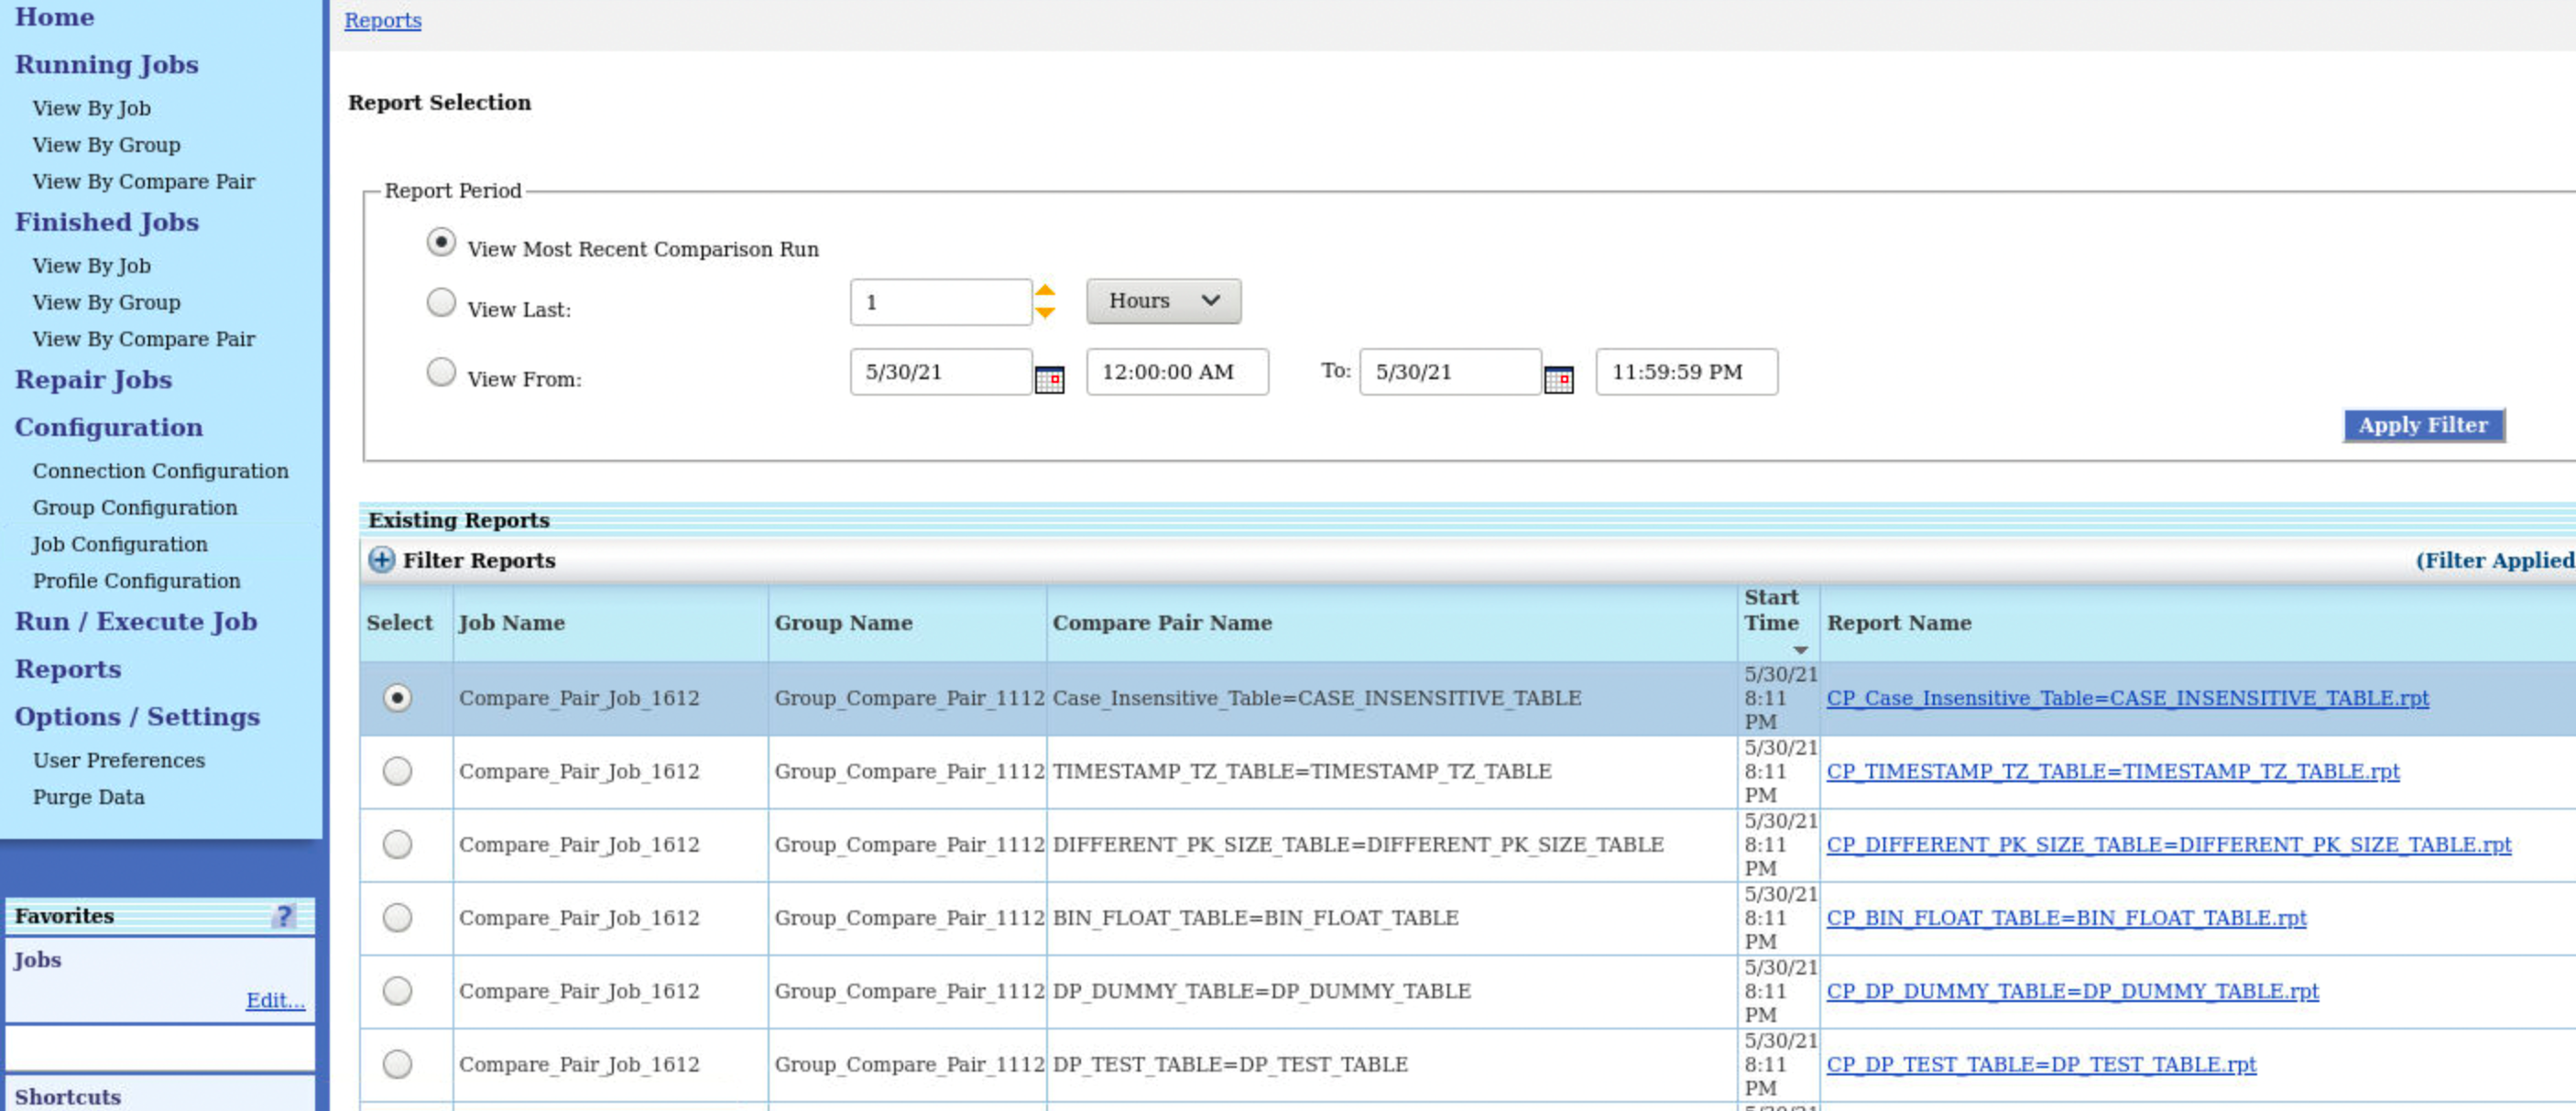 Home
Running Jobs
View By Job
View By Group
View By Compare Pair
Finished Jobs
View By Job
View By Group
View By Compare Pair
Repair Jobs
Configuration
Connection Configuration
Group Configuration
Job Configuration
Profile Configuration
Run / Execute Job
Reports
Options / Settings
User Preferences
Purge Data
Favorites ?
Jobs
Edit...
Shortcuts
Reports
Report Selection
Report Period
View Most Recent Comparison Run
View Last: 1 Hours
View From: 5/30/21 12:00:00 AM To: 5/30/21 11:59:59 PM
Apply Filter
Existing Reports
Filter Reports (Filter Applied
Select Job Name Group Name Compare Pair Name Start Time Report Name
Compare_Pair_Job_1612 Group_Compare_Pair_1112 Case_Insensitive_Table=CASE_INSENSITIVE_TABLE 5/30/21 8:11 PM CP_Case_Insensitive_Table=CASE_INSENSITIVE_TABLE.rpt
Compare_Pair_Job_1612 Group_Compare_Pair_1112 TIMESTAMP_TZ_TABLE=TIMESTAMP_TZ_TABLE 5/30/21 8:11 PM CP_TIMESTAMP_TZ_TABLE=TIMESTAMP_TZ_TABLE.rpt
Compare_Pair_Job_1612 Group_Compare_Pair_1112 DIFFERENT_PK_SIZE_TABLE=DIFFERENT_PK_SIZE_TABLE 5/30/21 8:11 PM CP_DIFFERENT_PK_SIZE_TABLE=DIFFERENT_PK_SIZE_TABLE.rpt
Compare_Pair_Job_1612 Group_Compare_Pair_1112 BIN_FLOAT_TABLE=BIN_FLOAT_TABLE 5/30/21 8:11 PM CP_BIN_FLOAT_TABLE=BIN_FLOAT_TABLE.rpt
Compare_Pair_Job_1612 Group_Compare_Pair_1112 DP_DUMMY_TABLE=DP_DUMMY_TABLE 5/30/21 8:11 PM CP_DP_DUMMY_TABLE=DP_DUMMY_TABLE.rpt
Compare_Pair_Job_1612 Group_Compare_Pair_1112 DP_TEST_TABLE=DP_TEST_TABLE 5/30/21 8:11 PM CP_DP_TEST_TABLE=DP_TEST_TABLE.rpt